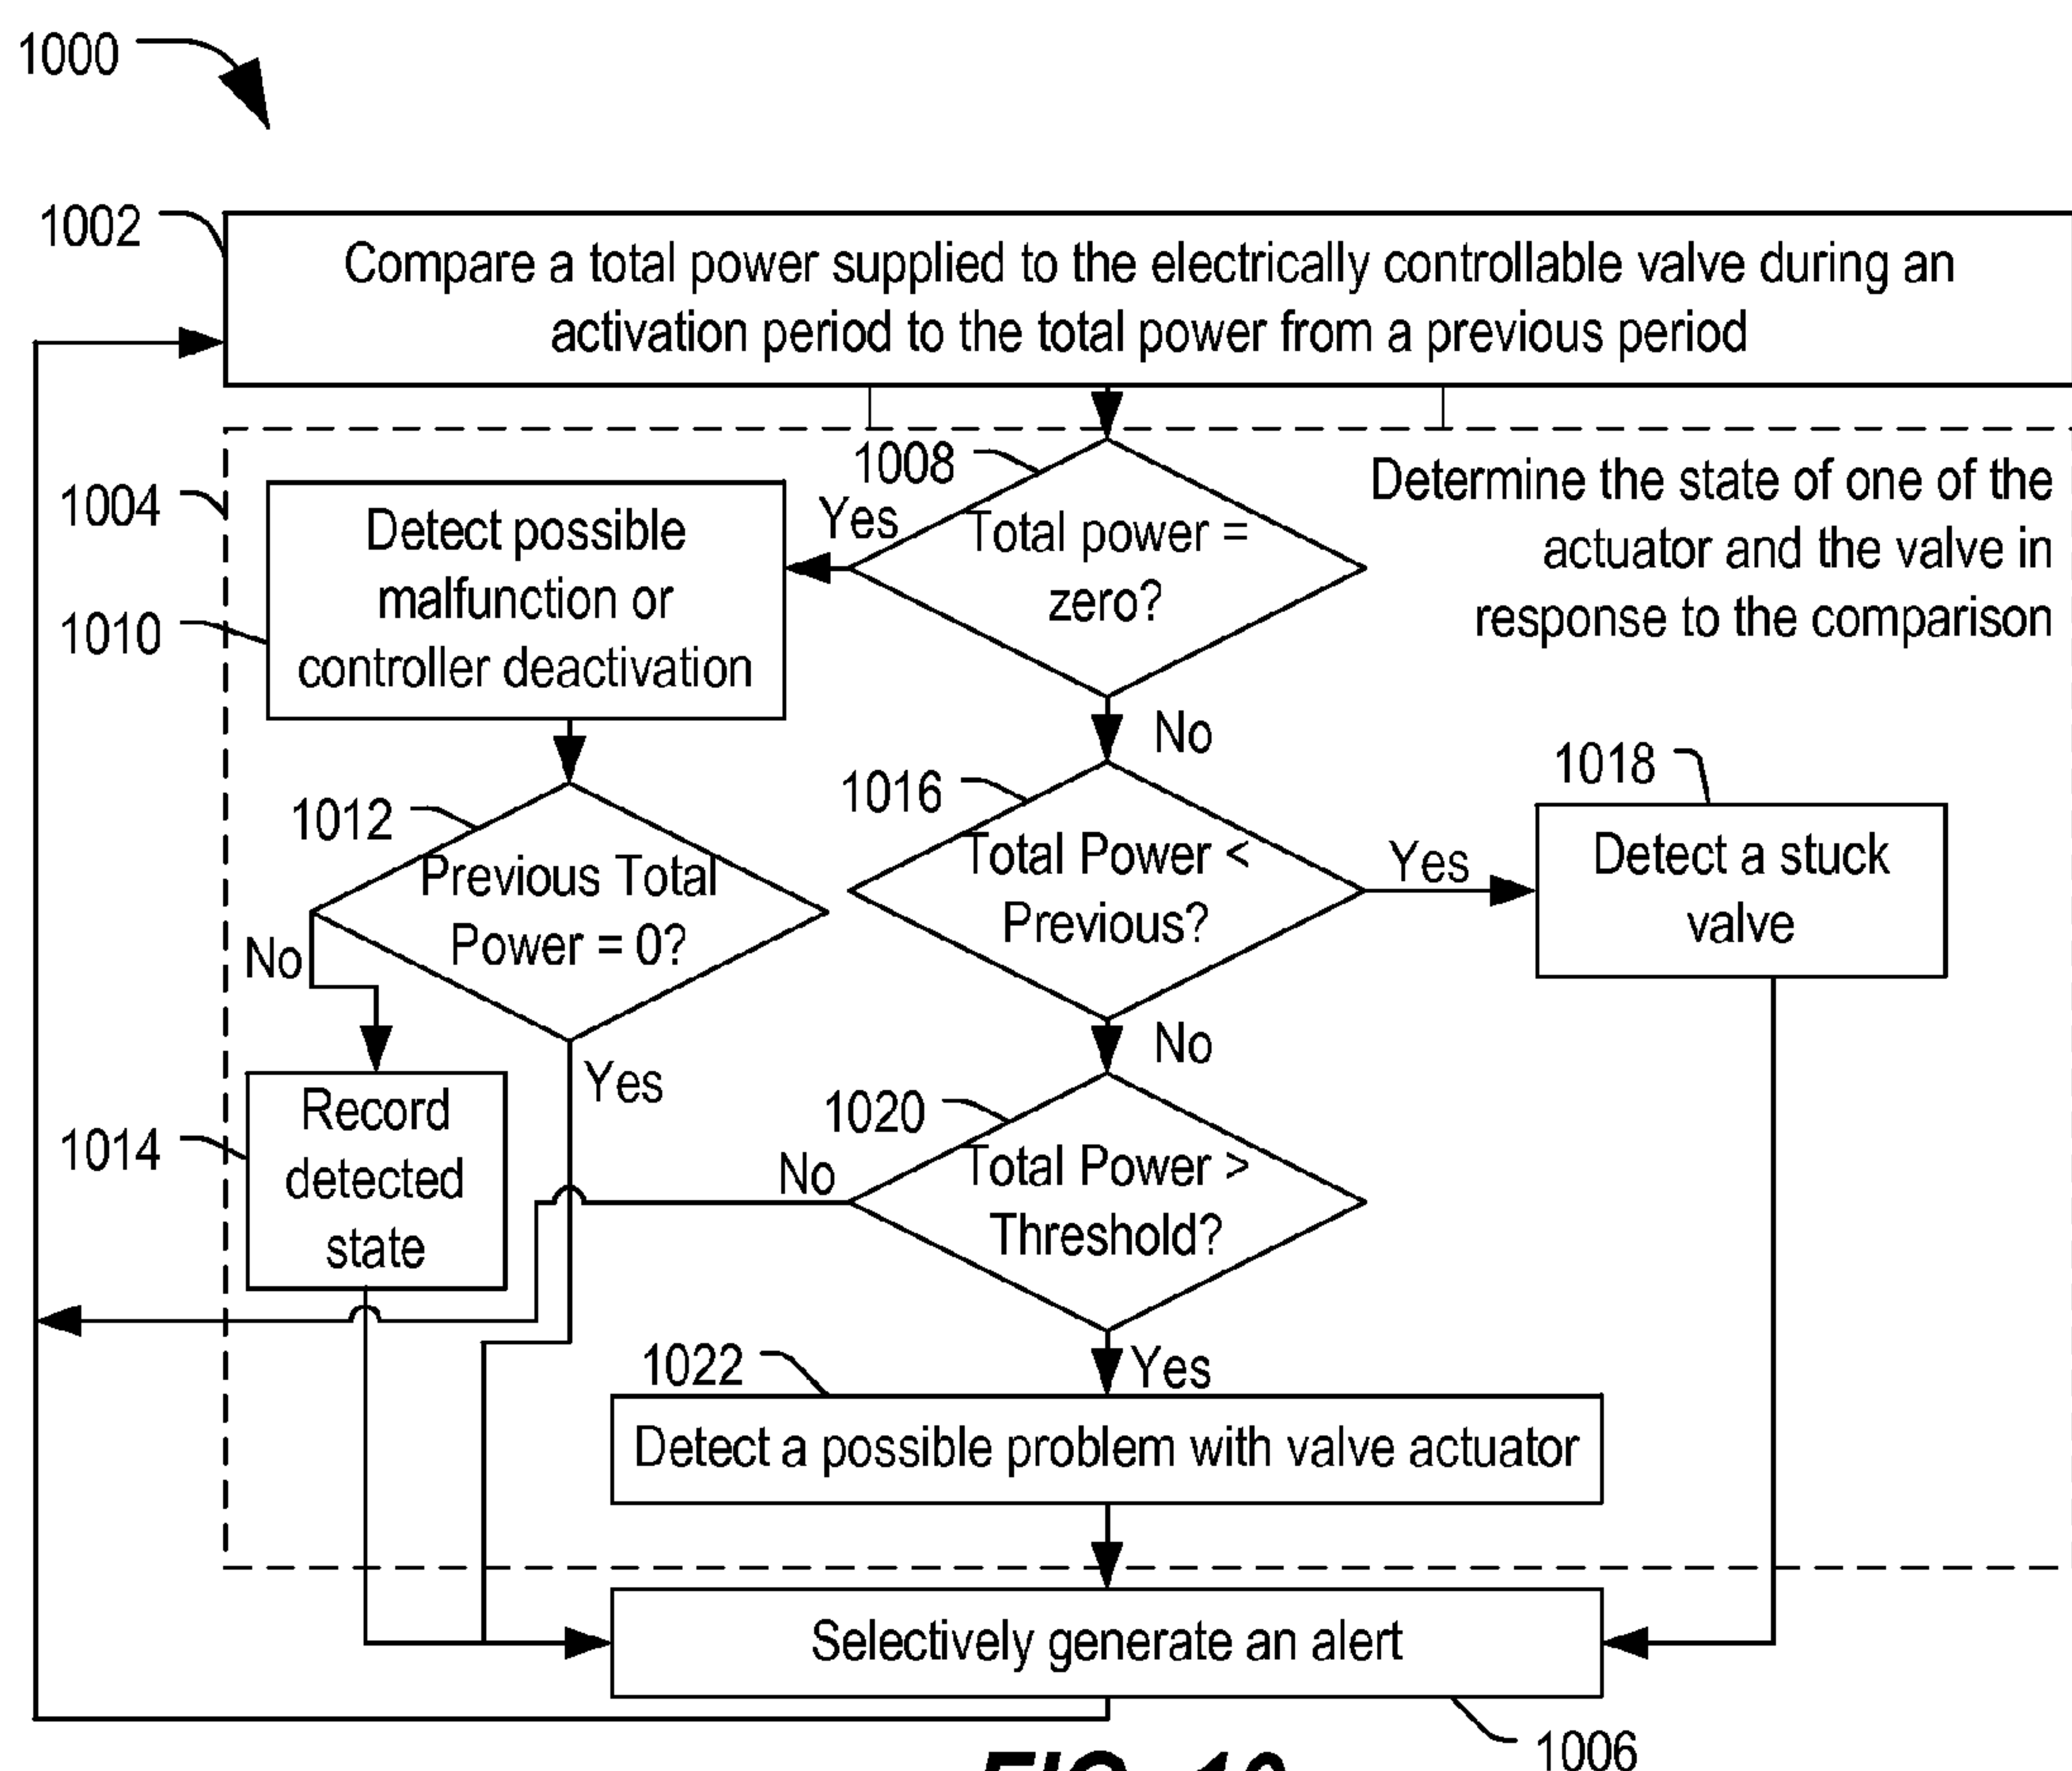 1000
1002
Compare a total power supplied to the electrically controllable valve during an
activation period to the total power from a previous period
1004
1008
Determine the state of one of the
actuator and the valve in
response to the comparison
Yes
Total power =
zero?
Detect possible
malfunction or
controller deactivation
1010
No
1012
Previous Total
Power = 0?
1016
Total Power <
Previous?
Yes
1018
Detect a stuck
valve
No
No
Yes
1014
Record
detected
state
1020
Total Power >
Threshold?
No
Yes
1022
Detect a possible problem with valve actuator
Selectively generate an alert
1006
FIG. 10